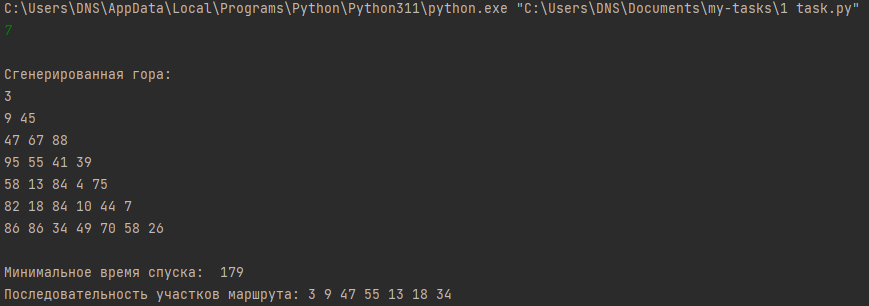 C:\Users\DNS\AppData\Local\Programs\Python\Python311\python.exe "C:\Users\DNS\Documents\my-tasks\1 task.py"
7
Сгенерированная гора:
3
9 45
47 67 88
95 55 41 39
58 13 84 4 75
82 18 84 10 44 7
86 86 34 49 70 58 26
Минимальное время спуска:  179
Последовательность участков маршрута: 3 9 47 55 13 18 34